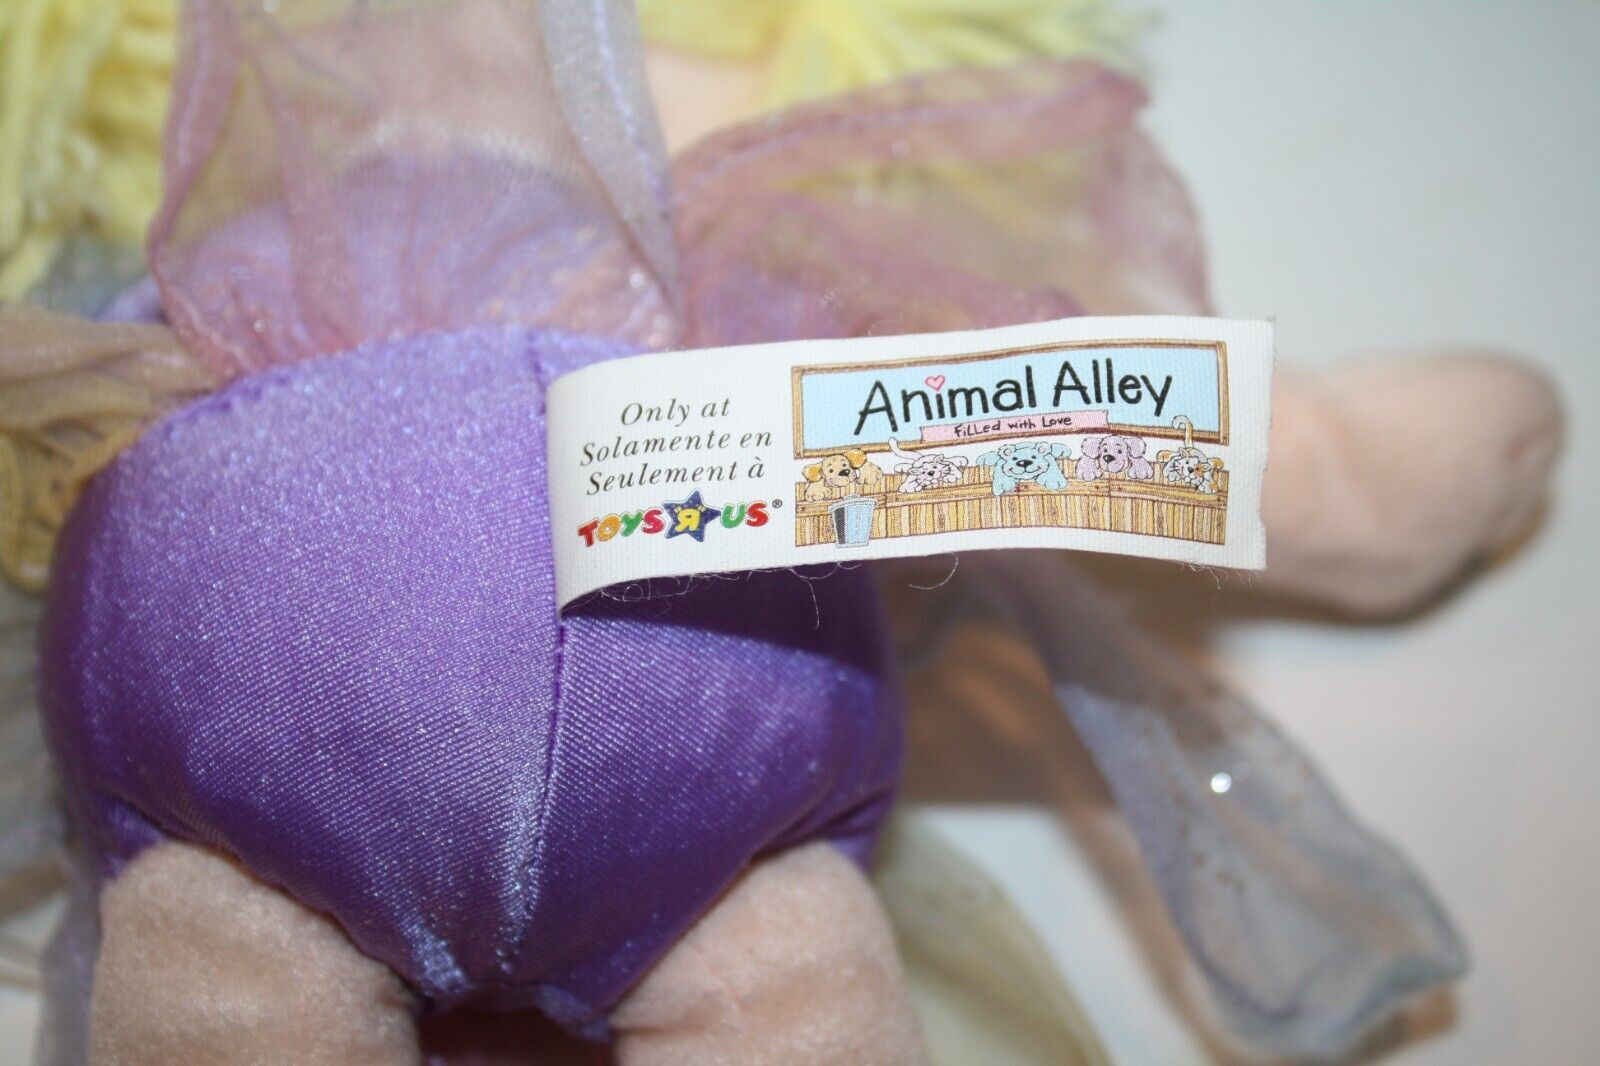 Only at
Solamente en
Seulement à
TOYS R US®
Animal Alley
Filled with Love